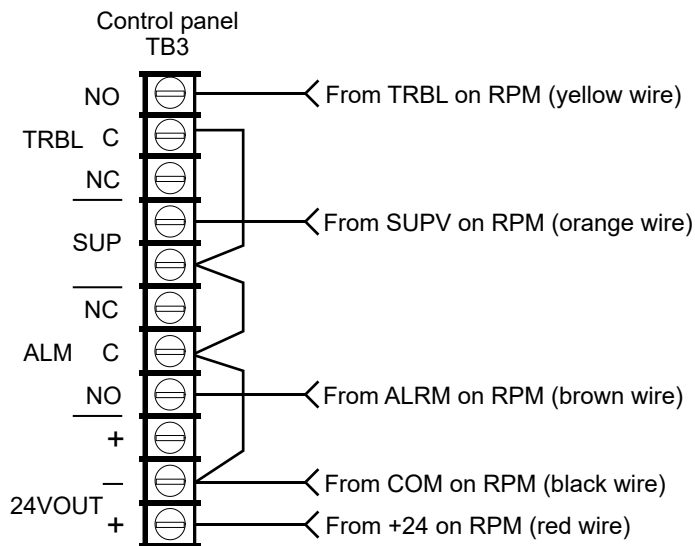 Control panel
TB3
NO
From TRBL on RPM (yellow wire)
TRBL C
NC
From SUPV on RPM (orange wire)
SUP
NC
ALM C
NO
From ALRM on RPM (brown wire)
+
–
From COM on RPM (black wire)
24VOUT
+
From +24 on RPM (red wire)